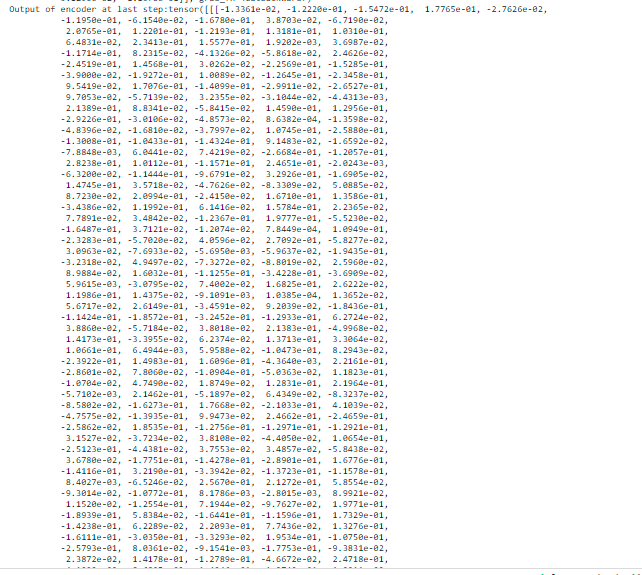 Output of encoder at last step:tensor([[[-1.3361e-02, -1.2220e-01, -1.5472e-01,  1.7765e-01, -2.7626e-02,
-1.1950e-01, -6.1540e-02, -1.6780e-01, 3.8703e-02, -6.7190e-02,
2.0765e-01, 1.2201e-01, -1.2193e-01, 1.3181e-01, 1.0310e-01,
6.4831e-02, 2.3413e-01, 1.5577e-01, 1.9202e-03, 3.6987e-02,
-1.1714e-01, 8.2315e-02, -4.1326e-02, -5.8618e-02, 2.4626e-02,
-2.4519e-01, 1.4568e-01, 3.0262e-02, -2.2569e-01, -1.5285e-01,
-3.9000e-02, -1.9272e-01, 1.0089e-02, -1.2645e-01, -2.3458e-01,
9.5419e-02, 1.7076e-01, -1.4099e-01, -2.9911e-02, -2.6527e-01,
9.7053e-02, -5.7139e-02, 3.2355e-02, -3.1044e-02, -4.4313e-03,
2.1389e-01, 8.8341e-02, -5.8415e-02, 1.4590e-01, 1.2956e-01,
-2.9226e-01, -3.0106e-02, -4.8573e-02, 8.6382e-04, -1.3598e-02,
-4.8396e-02, -1.6810e-02, -3.7997e-02, 1.0745e-01, -2.5880e-01,
-1.3008e-01, -1.0433e-01, -1.4324e-01, 9.1483e-02, -1.6592e-02,
-7.8848e-03, 6.0441e-02, 7.4219e-02, -2.6684e-01, -1.2057e-01,
2.8238e-01, 1.0112e-01, -1.1571e-01, 2.4651e-01, -2.0243e-03,
-6.3200e-02, -1.1444e-01, -9.6791e-02, 3.2926e-01, -1.6905e-02,
1.4745e-01, 3.5718e-02, -4.7626e-02, -8.3309e-02, 5.0885e-02,
8.7230e-02, 2.0994e-01, -2.4150e-02, 1.6710e-01, 1.3586e-01,
-3.4386e-02, 1.1992e-01, 6.1416e-02, 1.5784e-01, 2.2365e-02,
7.7891e-02, 3.4842e-02, -1.2367e-01, 1.9777e-01, -5.5230e-02,
-1.6487e-01, 3.7121e-02, -1.2074e-02, 7.8449e-04, 1.0949e-01,
-2.3283e-01, -5.7020e-02, 4.0596e-02, 2.7092e-01, -5.8277e-02,
3.0963e-02, -7.6933e-02, -5.6950e-03, -5.9637e-02, -1.9435e-01,
-3.2318e-02, 4.9497e-02, -7.3272e-02, -8.8019e-02, 2.5960e-02,
8.9884e-02, 1.6032e-01, -1.1255e-01, -3.4228e-01, -3.6909e-02,
5.9615e-03, -3.0795e-02, 7.4002e-02, 1.6825e-01, 2.6222e-02,
1.1986e-01, 1.4375e-02, -9.1091e-03, 1.0385e-04, 1.3652e-02,
5.6717e-02, 2.6149e-01, -3.4591e-02, 9.2039e-02, -1.8436e-01,
-1.1424e-01, -1.8572e-01, -3.2452e-01, -1.2933e-01, 6.2724e-02,
3.8860e-02, -5.7184e-02, 3.8018e-02, 2.1383e-01, -4.9968e-02,
1.4173e-01, -3.3955e-02, 6.2374e-02, 1.3713e-01, 3.3064e-02,
1.0661e-01, 6.4944e-03, 5.9588e-02, -1.0473e-01, 8.2943e-02,
-2.3922e-01, 1.4983e-01, 1.6096e-01, -4.3640e-03, 2.2161e-01,
-2.8601e-02, 7.8060e-02, -1.0904e-01, -5.0363e-02, 1.1823e-01,
-1.0704e-02, 4.7490e-02, 1.8749e-02, 1.2831e-01, 2.1964e-01,
-5.7102e-03, 2.1462e-01, -5.1897e-02, 6.4349e-02, -8.3237e-02,
-8.5802e-02, -1.6273e-01, 1.7668e-02, -2.1033e-01, 4.1039e-02,
-4.7575e-02, -1.3935e-01, 9.9473e-02, 2.4662e-01, -2.4659e-01,
-2.5862e-01, 1.8535e-01, -1.2756e-01, -1.2971e-01, -1.2921e-01,
3.1527e-02, -3.7234e-02, 3.8108e-02, -4.4050e-02, 1.0654e-01,
-2.5123e-01, -4.4381e-02, 3.7553e-02, 3.4857e-02, -5.8438e-02,
3.6780e-02, -1.7751e-01, -1.4278e-01, -2.8901e-01, 1.6776e-01,
-1.4116e-01, 3.2190e-01, -3.3942e-01, -1.3723e-01, -1.1578e-01,
8.4027e-03, -6.5246e-02, 2.5670e-01, 2.1272e-01, 5.8554e-02,
-9.3014e-02, -1.0772e-01, 8.1786e-03, -2.8015e-03, 8.9921e-02,
1.1520e-02, -1.2554e-01, 7.1944e-02, -9.7627e-02, 1.9771e-01,
-1.8939e-01, 5.8384e-02, -1.6441e-01, -1.1596e-01, 1.7329e-01,
-1.4238e-01, 6.2289e-02, 2.2093e-01, 7.7436e-02, 1.3276e-01,
-1.6111e-01, -3.0350e-01, -3.3293e-02, 1.9534e-01, -1.0750e-01,
-2.5793e-01, 8.0361e-02, -9.1541e-03, -1.7753e-01, -9.3831e-02,
2.3872e-01, 1.4178e-01, -1.2789e-01, -4.6672e-02, 2.4718e-01,